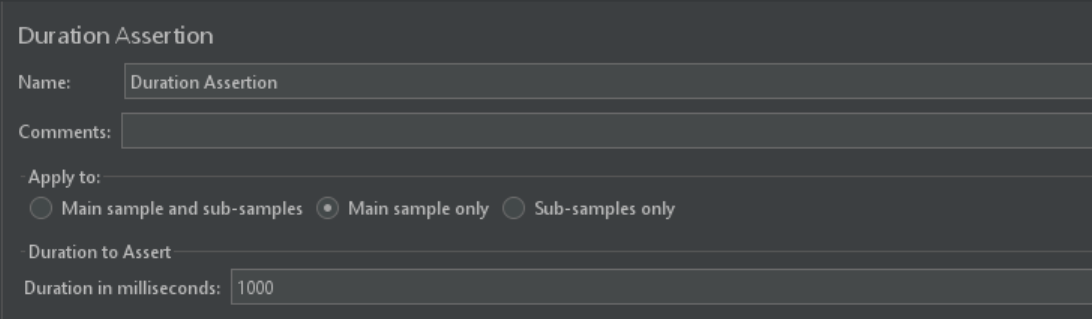 Duration Assertion
Name: Duration Assertion
Comments:
Apply to:
Main sample and sub-samples Main sample only Sub-samples only
Duration to Assert
Duration in milliseconds: 1000